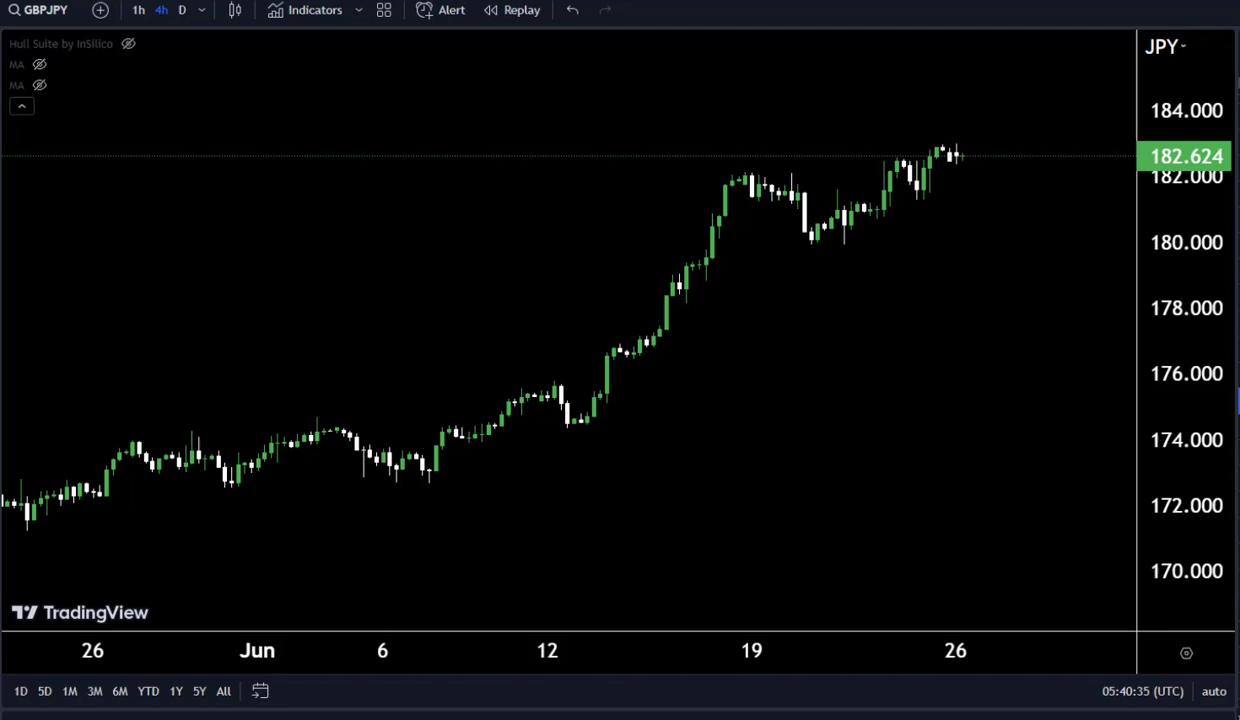 GBPJPY 1h 4h D Indicators Alert Replay
Hull Suite by InSilico
MA
MA
JPY
184.000
182.624
182.000
180.000
178.000
176.000
174.000
172.000
170.000
TradingView
26 Jun 6 12 19 26
1D 5D 1M 3M 6M YTD 1Y 5Y All 05:40:35 (UTC) auto